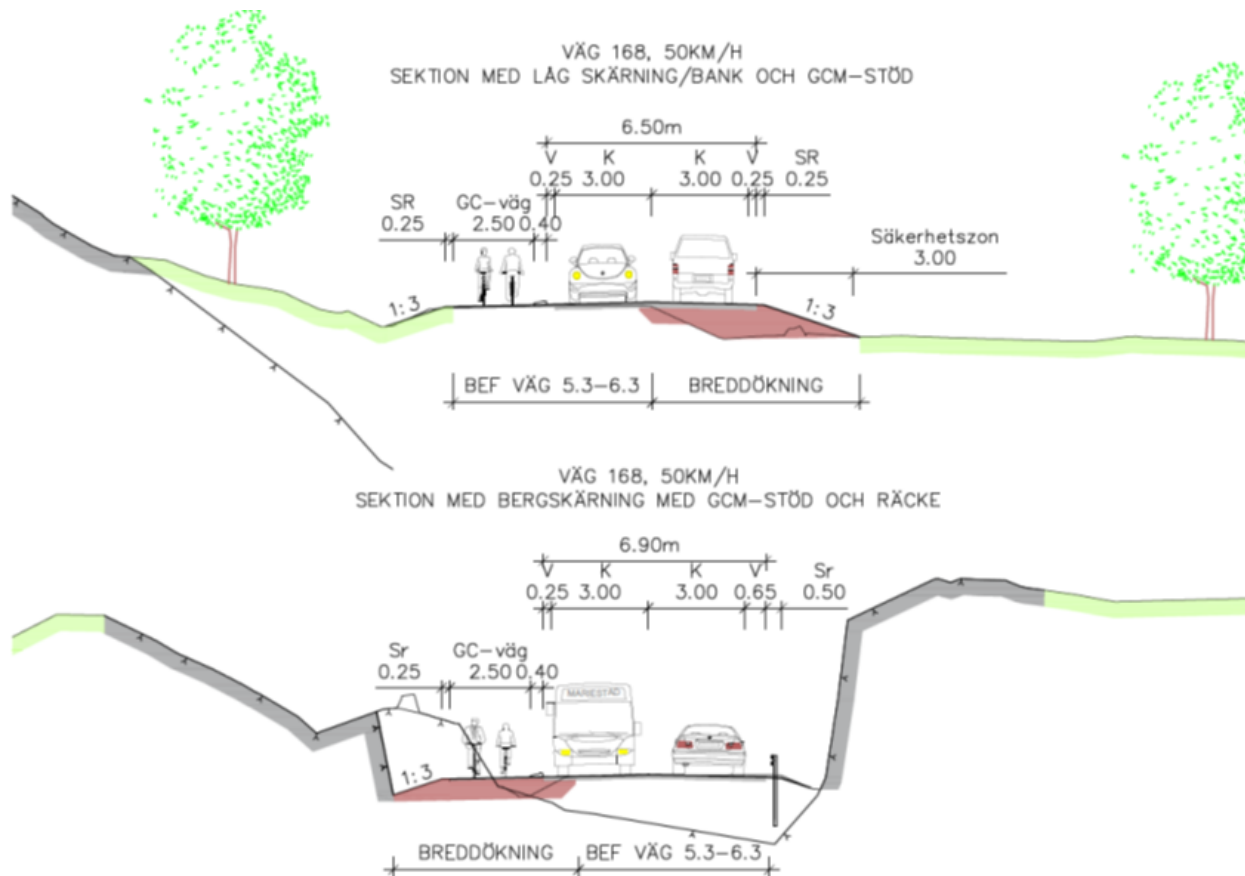 VÄG 168, 50KM/H
SEKTION MED LÅG SKÄRNING/BANK OCH GCM-STÖD
6.50m
V K K V SR
0.25 3.00 3.00 0.25 0.25
SR GC-väg
0.25 2.50 0.40
Säkerhetszon
3.00
1:3
1:3
BEF VÄG 5.3-6.3 BREDDÖKNING
VÄG 168, 50KM/H
SEKTION MED BERGSKÄRNING MED GCM-STÖD OCH RÄCKE
6.90m
V K K V Sr
0.25 3.00 3.00 0.65 0.50
Sr GC-väg
0.25 2.50 0.40
MARIESTAD
1:3
BREDDÖKNING BEF VÄG 5.3-6.3